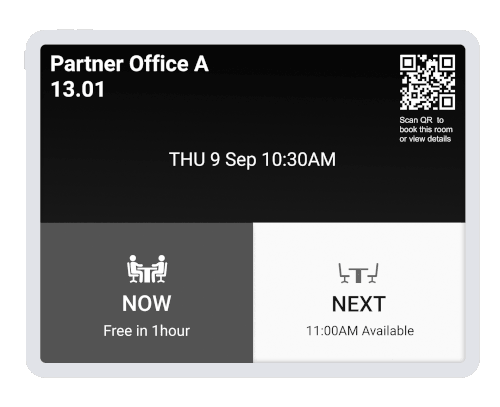 Partner Office A
13.01
Scan QR to
book this room
or view details
THU 9 Sep 10:30AM
NOW
Free in 1hour
NEXT
11:00AM Available